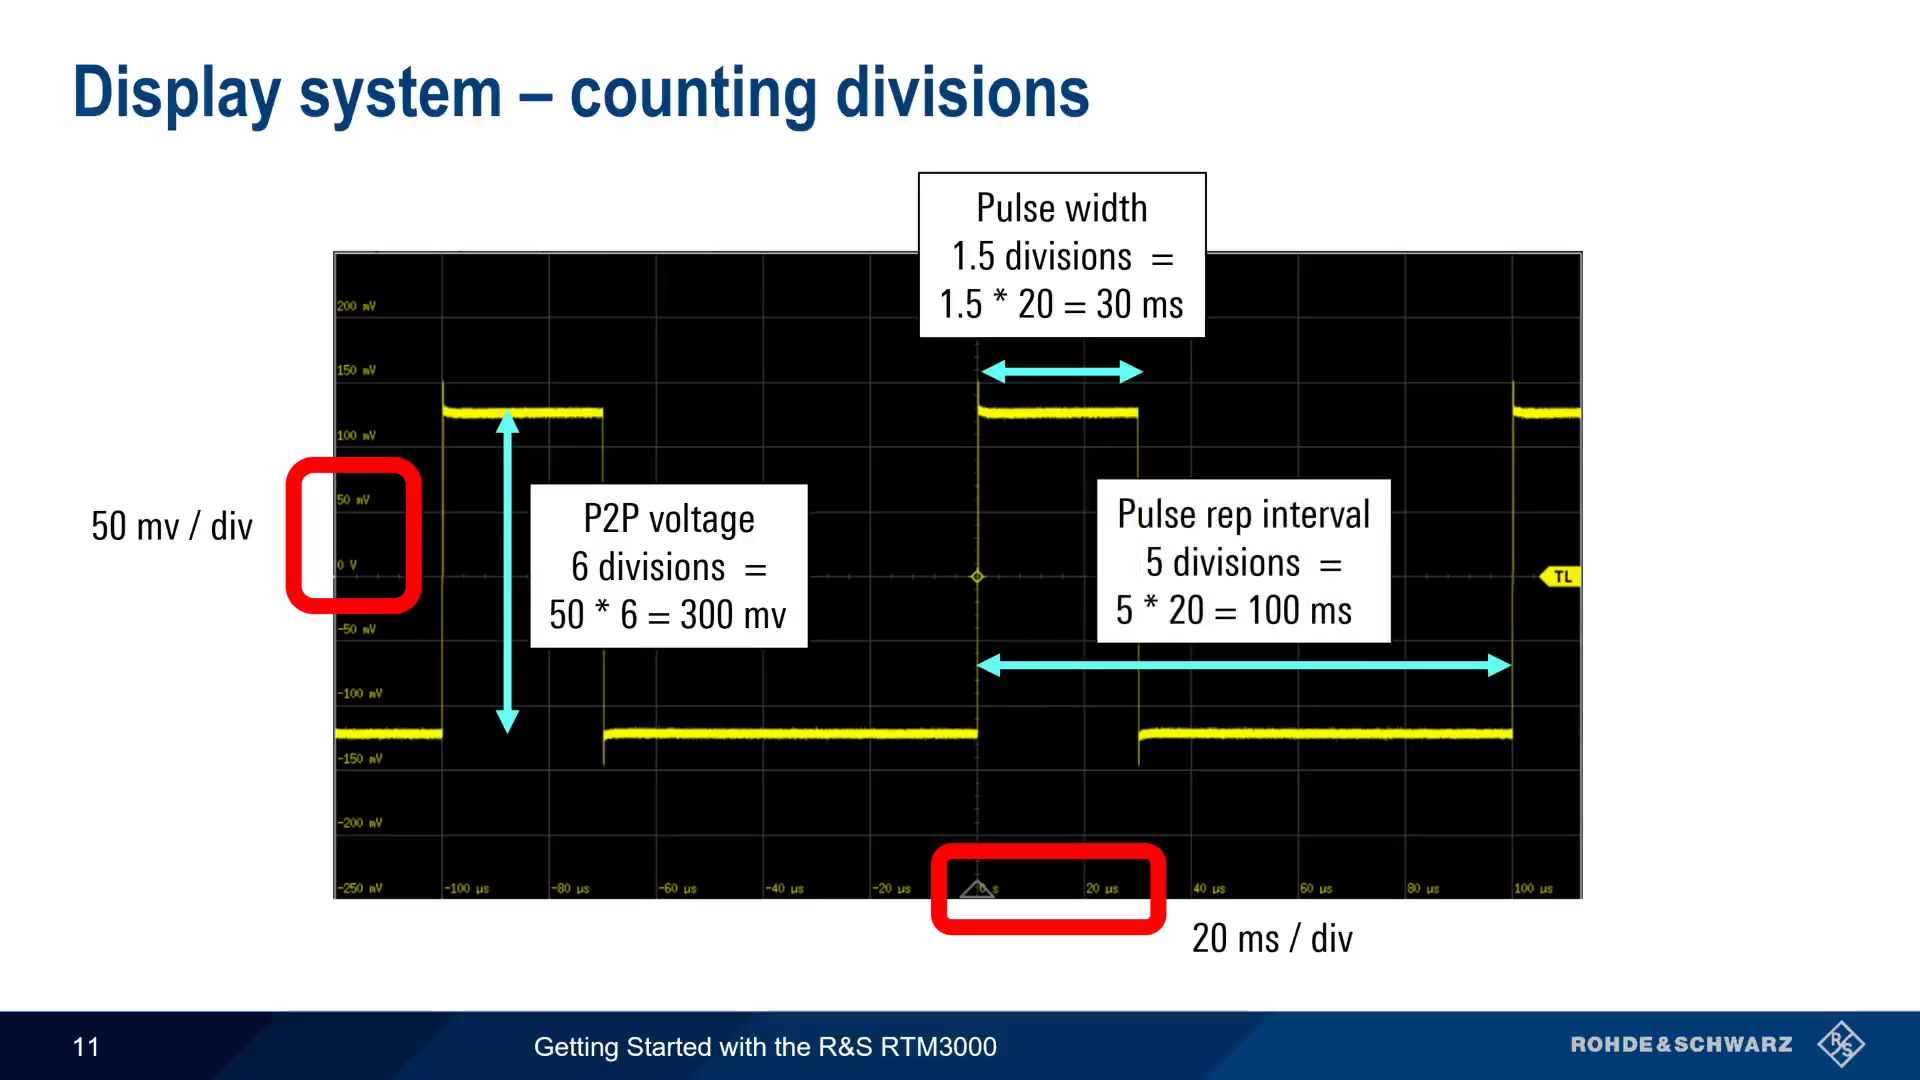 Display system – counting divisions
Pulse width
1.5 divisions =
1.5 * 20 = 30 ms
200 mV
150 mV
100 mV
50 mV
0 V
-50 mV
-100 mV
-150 mV
-200 mV
-250 mV
50 mv / div
P2P voltage
6 divisions =
50 * 6 = 300 mv
Pulse rep interval
5 divisions =
5 * 20 = 100 ms
TL
-100 µs -80 µs -60 µs -40 µs -20 µs 0 s 20 µs 40 µs 60 µs 80 µs 100 µs
20 ms / div
11 Getting Started with the R&S RTM3000 ROHDE&SCHWARZ R S